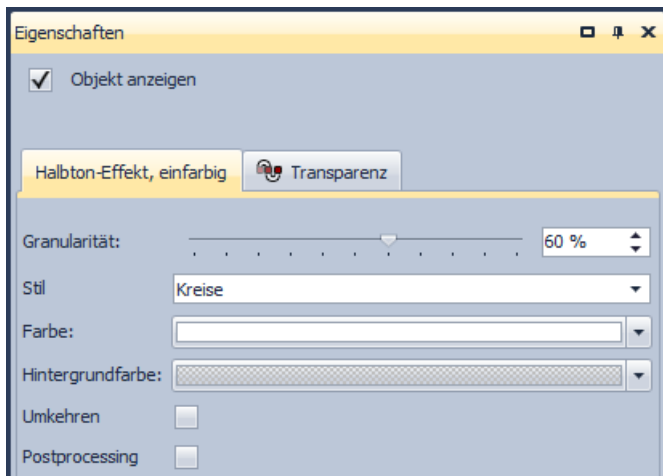 Eigenschaften
Objekt anzeigen
Halbton-Effekt, einfarbig
Transparenz
Granularität:
60 %
Stil
Kreise
Farbe:
Hintergrundfarbe:
Umkehren
Postprocessing